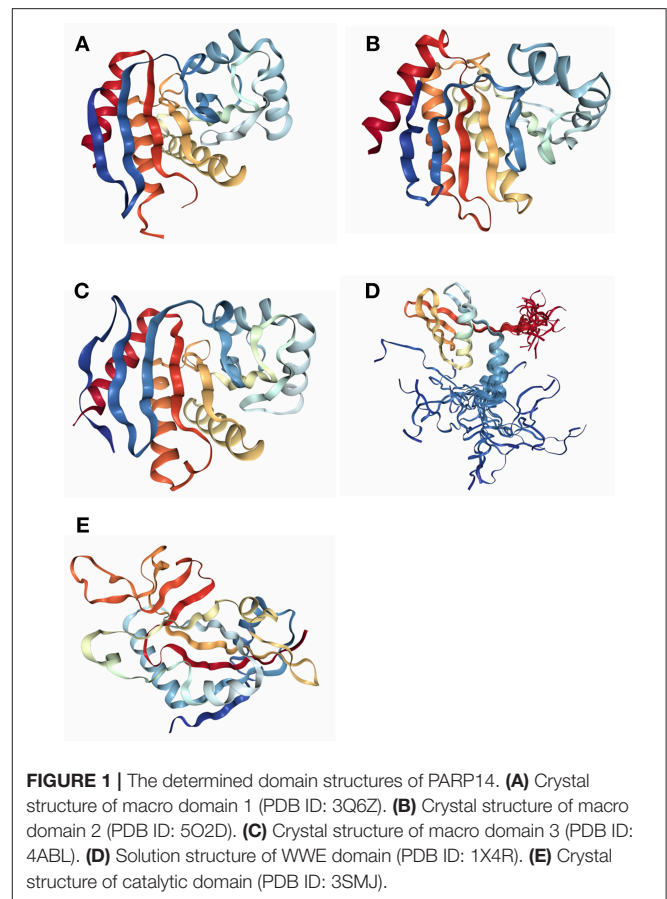 A
B
C
D
E
FIGURE 1 | The determined domain structures of PARP14. (A) Crystal
structure of macro domain 1 (PDB ID: 3Q6Z). (B) Crystal structure of macro
domain 2 (PDB ID: 5O2D). (C) Crystal structure of macro domain 3 (PDB ID:
4ABL). (D) Solution structure of WWE domain (PDB ID: 1X4R). (E) Crystal
structure of catalytic domain (PDB ID: 3SMJ).